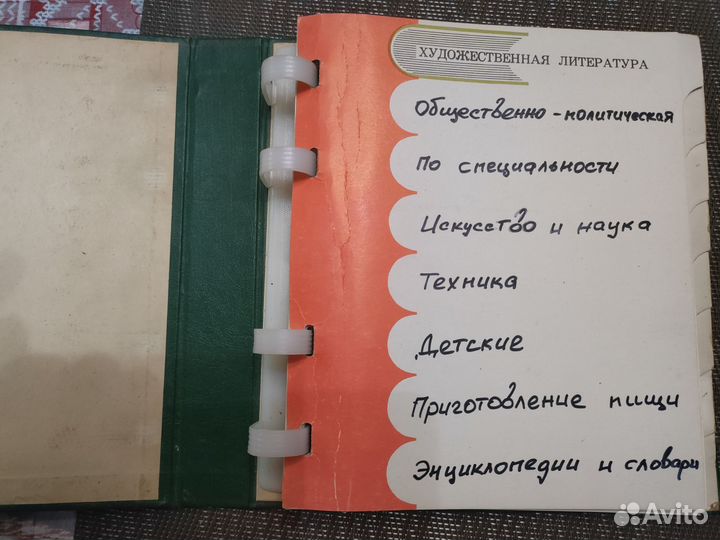 ХУДОЖЕСТВЕННАЯ ЛИТЕРАТУРА
Общественно-политическая
По специальности
Искусство и наука
Техника
Детские
Приготовление пищи
Энциклопедии и словари
Avito